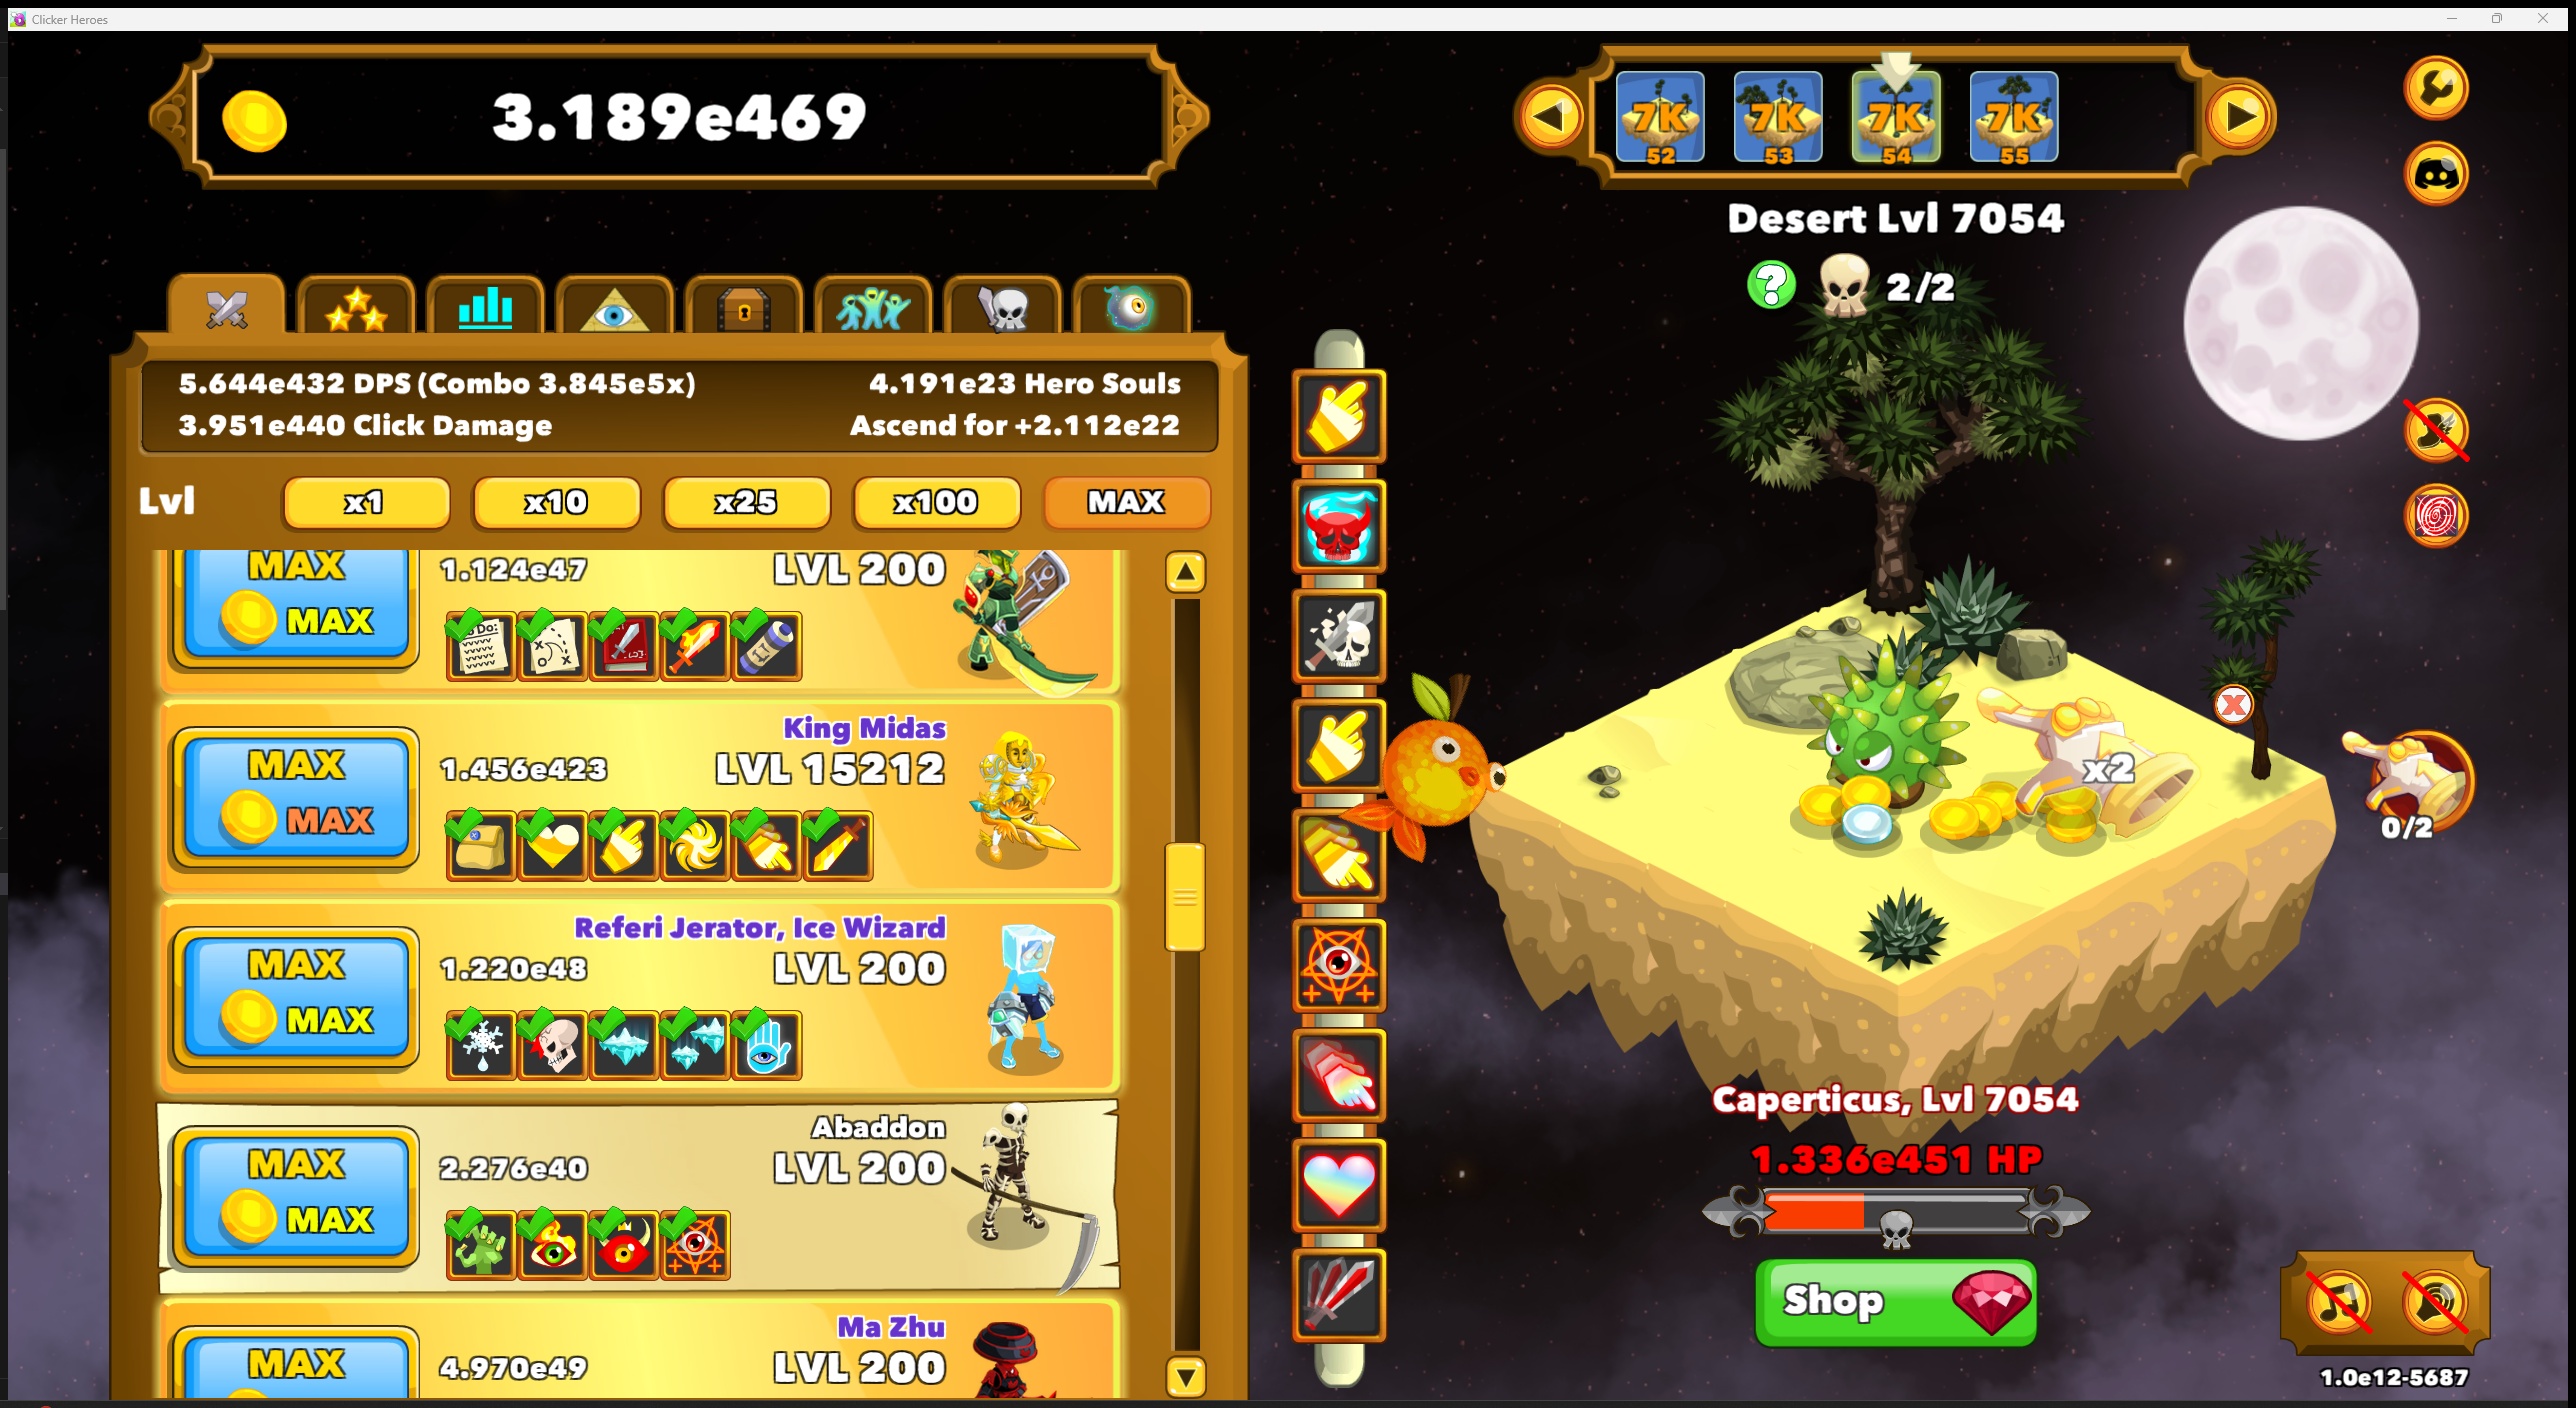 Clicker Heroes
3.189e469
7K 7K 7K 7K
52 53 54 55
Desert Lvl 7054
2/2
5.644e432 DPS (Combo 3.845e5x)
4.191e23 Hero Souls
3.951e440 Click Damage
Ascend for +2.112e22
Lvl x1 x10 x25 x100 MAX
MAX
MAX
1.124e47
LVL 200
Do:
King Midas
MAX
MAX
1.456e423
LVL 15212
Referi Jerator, Ice Wizard
MAX
MAX
1.220e48
LVL 200
Abaddon
MAX
MAX
2.276e40
LVL 200
Ma Zhu
MAX
4.970e49
LVL 200
x2
0/2
Caperticus, Lvl 7054
1.336e451 HP
Shop
1.0e12-5687